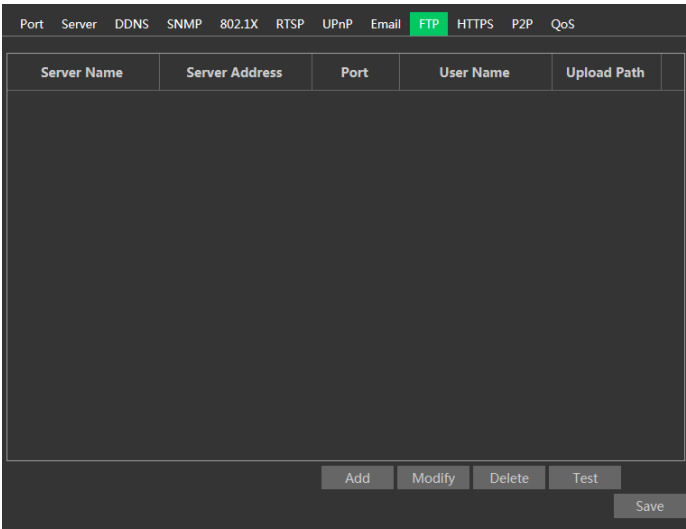 Port Server DDNS SNMP 802.1X RTSP UPnP Email FTP HTTPS P2P QoS
Server Name Server Address Port User Name Upload Path
Add Modify Delete Test
Save